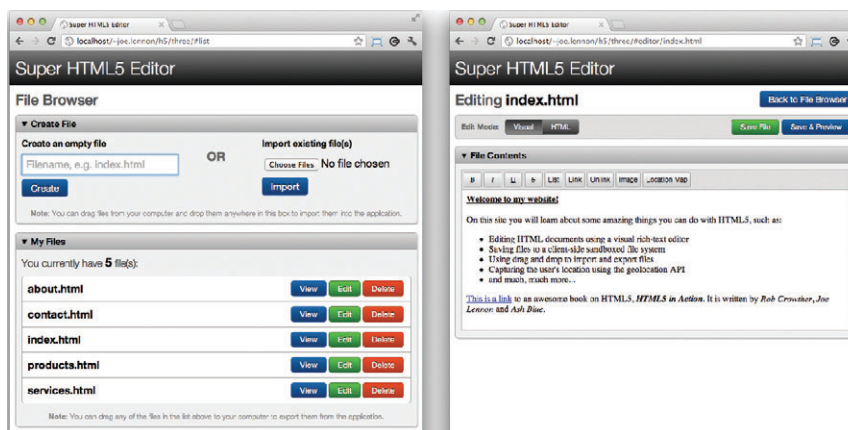 Super HTML5 Editor
localhost/~joe.lennon/h5/three/#list
Super HTML5 Editor
File Browser
▼ Create File
Create an empty file
OR
Import existing file(s)
Filename, e.g. index.html
Choose Files No file chosen
Create
Import
Note: You can drag files from your computer and drop them anywhere in this box to import them into the application.
▼ My Files
You currently have 5 file(s):
about.html View Edit Delete
contact.html View Edit Delete
index.html View Edit Delete
products.html View Edit Delete
services.html View Edit Delete
Note: You can drag any of the files in the list above to your computer to export them from the application.
Super HTML5 Editor
localhost/~joe.lennon/h5/three/#editor/index.html
Super HTML5 Editor
Editing index.html
Back to File Browser
Edit Mode: Visual HTML
Save File Save & Preview
▼ File Contents
B I U S List Link Unlink Image Location Map
Welcome to my website!
On this site you will learn about some amazing things you can do with HTML5, such as:
• Editing HTML documents using a visual rich-text editor
• Saving files to a client-side sandboxed file system
• Using drag and drop to import and export files
• Capturing the user's location using the geolocation API
• and much, much more...
This is a link to an awesome book on HTML5, HTML5 in Action. It is written by Rob Crowther, Joe
Lennon and Ash Blue.